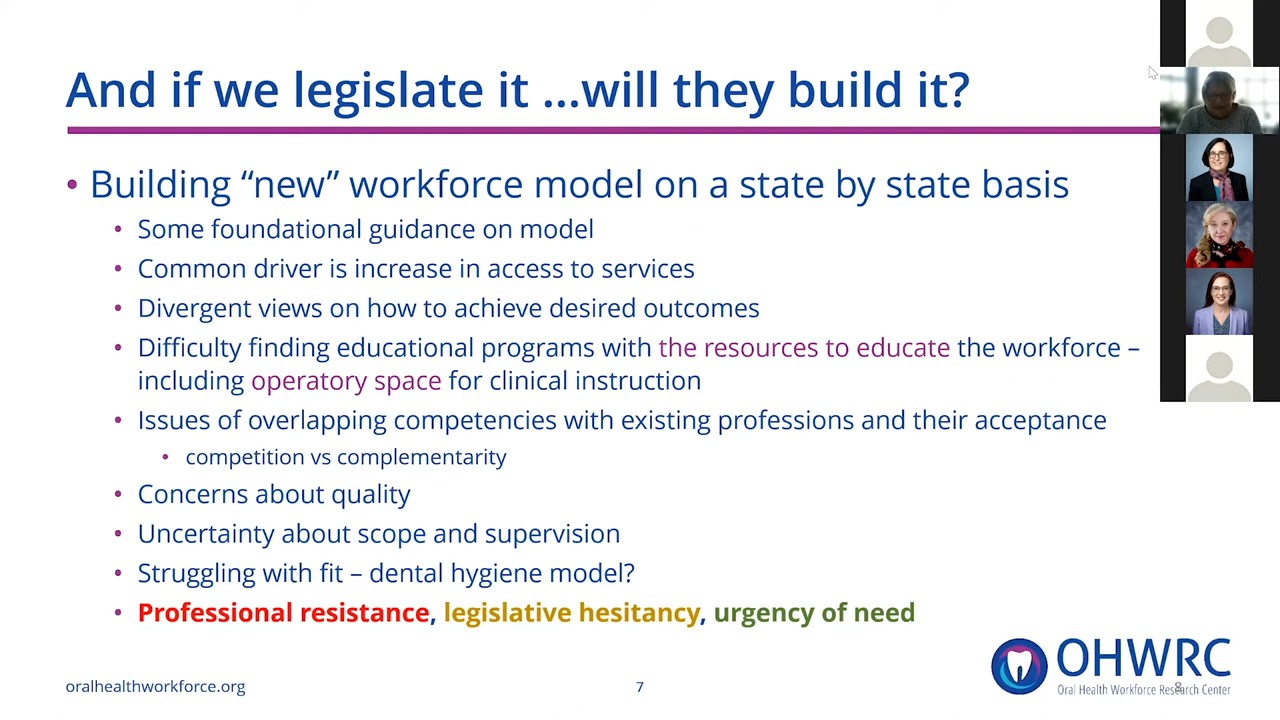 And if we legislate it ...will they build it?
• Building “new” workforce model on a state by state basis
• Some foundational guidance on model
• Common driver is increase in access to services
• Divergent views on how to achieve desired outcomes
• Difficulty finding educational programs with the resources to educate the workforce –
including operatory space for clinical instruction
• Issues of overlapping competencies with existing professions and their acceptance
• competition vs complementarity
• Concerns about quality
• Uncertainty about scope and supervision
• Struggling with fit – dental hygiene model?
• Professional resistance, legislative hesitancy, urgency of need
OHWRC
Oral Health Workforce Research Center
oralhealthworkforce.org
7
8